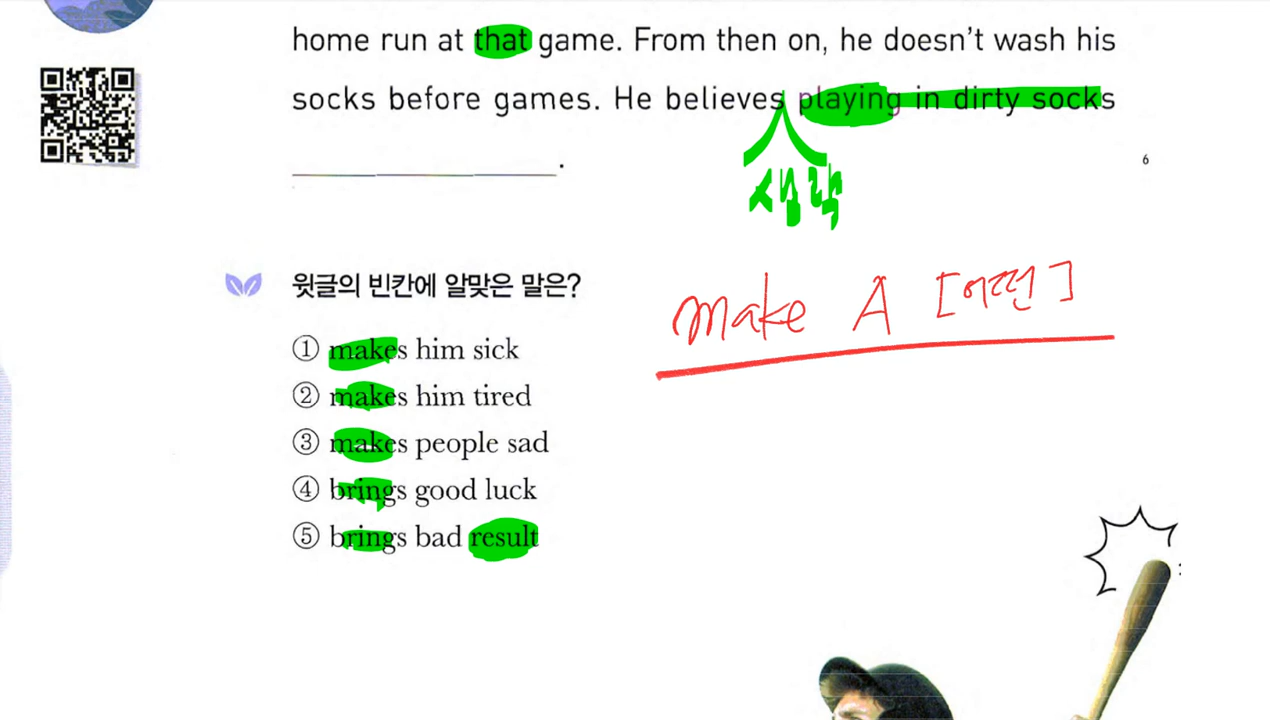 home run at that game. From then on, he doesn't wash his
socks before games. He believes playing in dirty socks
생략
____________________.
6
윗글의 빈칸에 알맞은 말은?
make A [어떤]
① makes him sick
② makes him tired
③ makes people sad
④ brings good luck
⑤ brings bad result